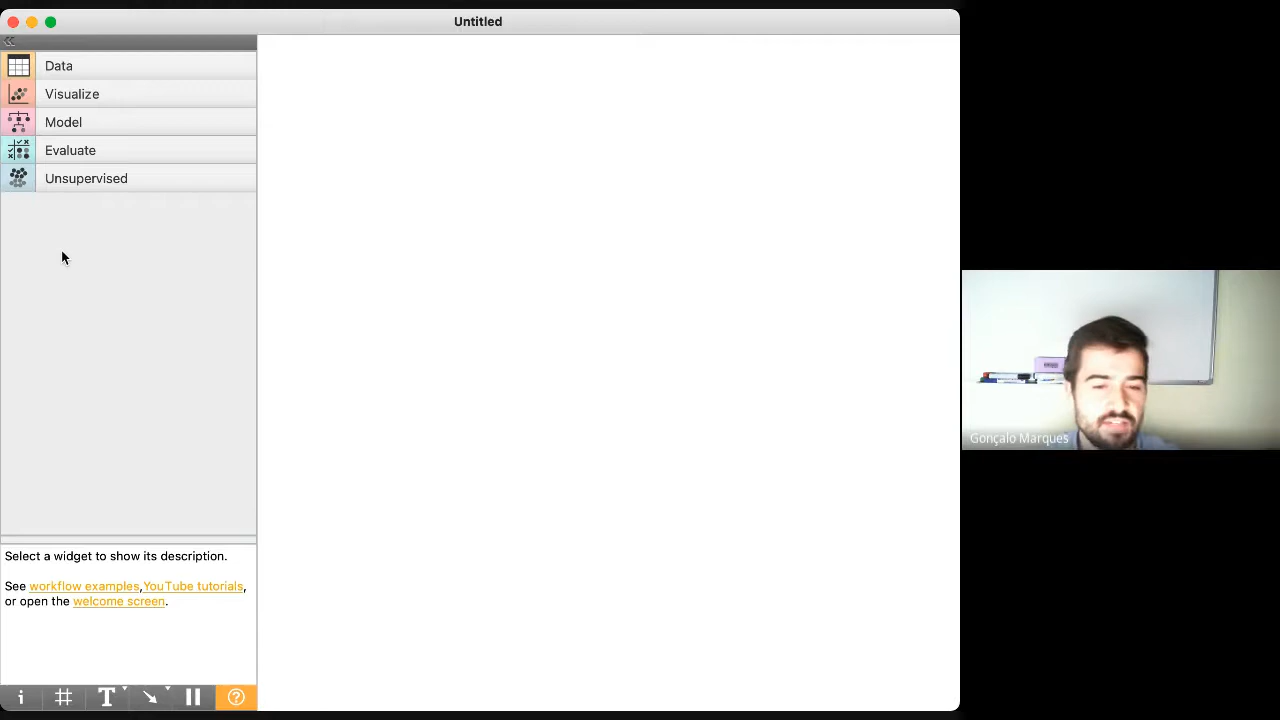 Untitled
Data
Visualize
Model
Evaluate
Unsupervised
Select a widget to show its description.
See workflow examples,YouTube tutorials,
or open the welcome screen.
Gonçalo Marques